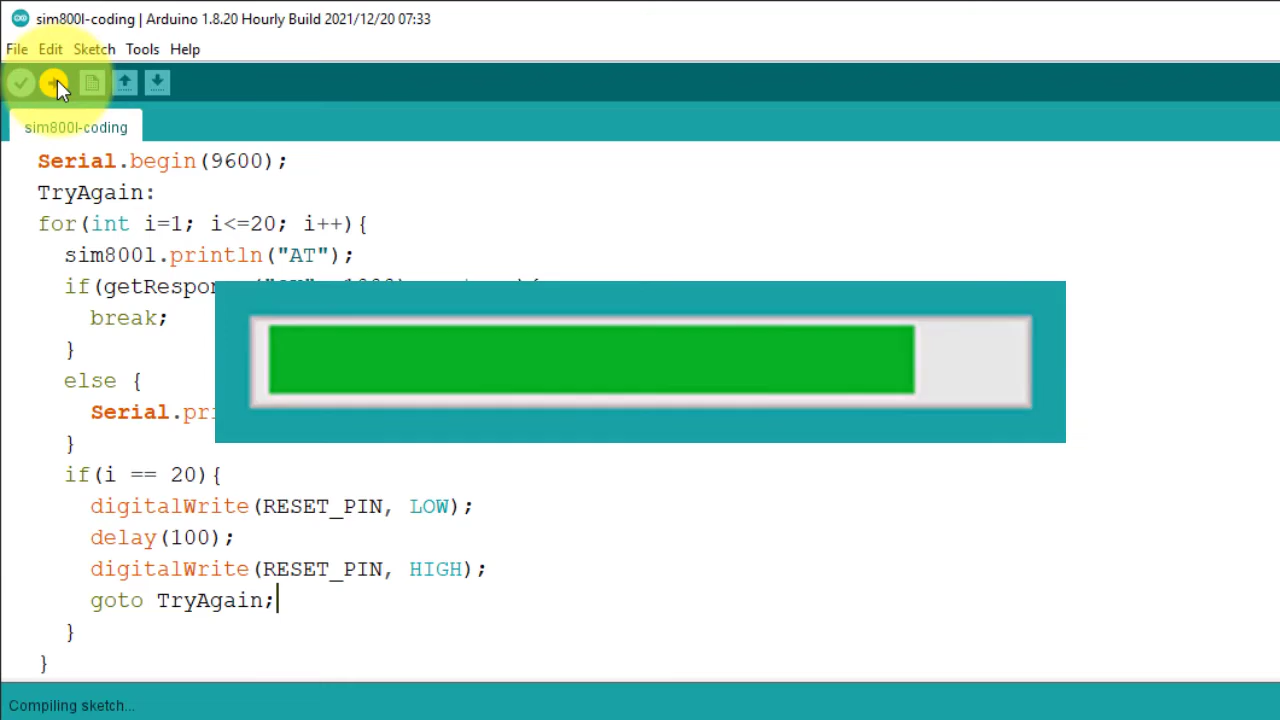 sim800l-coding | Arduino 1.8.20 Hourly Build 2021/12/20 07:33
File Edit Sketch Tools Help
sim800l-coding
Serial.begin(9600);
TryAgain:
for(int i=1; i<=20; i++){
sim800l.println("AT");
if(getRespon
break;
}
else {
Serial.pri
}
if(i == 20){
digitalWrite(RESET_PIN, LOW);
delay(100);
digitalWrite(RESET_PIN, HIGH);
goto TryAgain;
}
}
Compiling sketch...